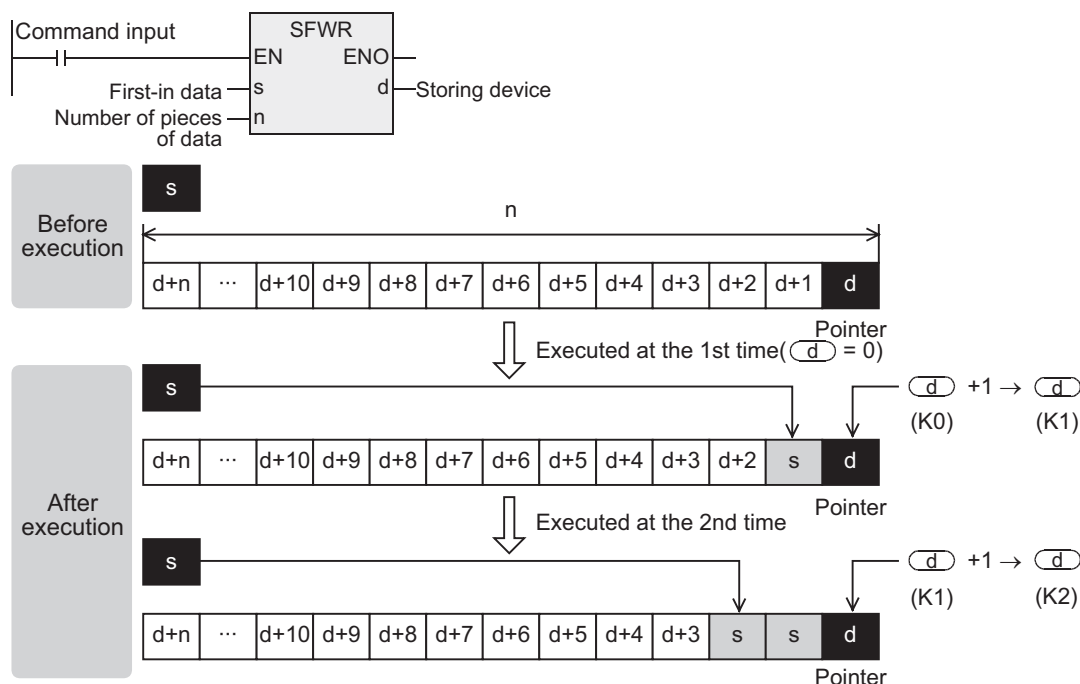 Command input
SFWR
EN ENO
First-in data s d Storing device
Number of pieces of data n
s
Before execution
n
d+n ... d+10 d+9 d+8 d+7 d+6 d+5 d+4 d+3 d+2 d+1 d
Pointer
Executed at the 1st time( d = 0)
s
d +1 → d
(K0) (K1)
d+n ... d+10 d+9 d+8 d+7 d+6 d+5 d+4 d+3 d+2 s d
After execution
Pointer
Executed at the 2nd time
s
d +1 → d
(K1) (K2)
d+n ... d+10 d+9 d+8 d+7 d+6 d+5 d+4 d+3 s s d
Pointer